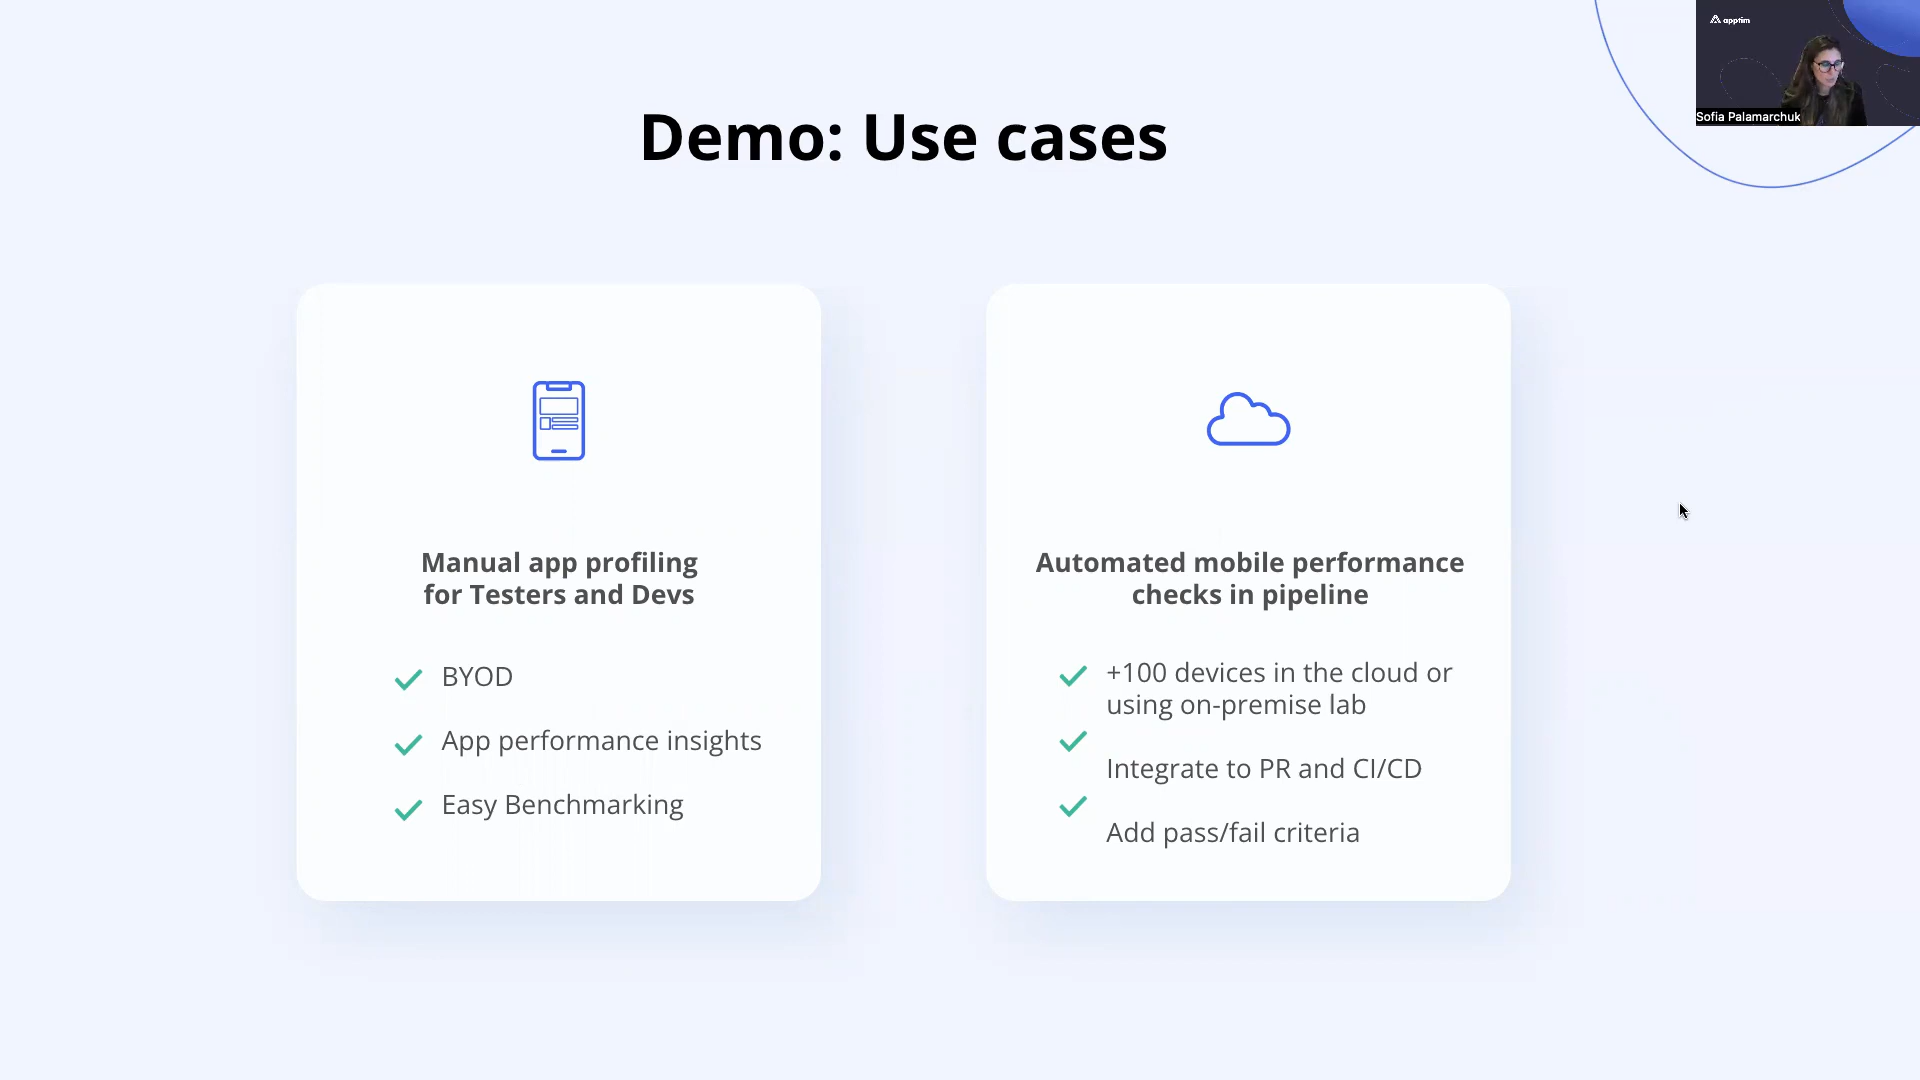 apptim
Sofia Palamarchuk
Demo: Use cases
Manual app profiling
for Testers and Devs
BYOD
App performance insights
Easy Benchmarking
Automated mobile performance
checks in pipeline
+100 devices in the cloud or
using on-premise lab
Integrate to PR and CI/CD
Add pass/fail criteria